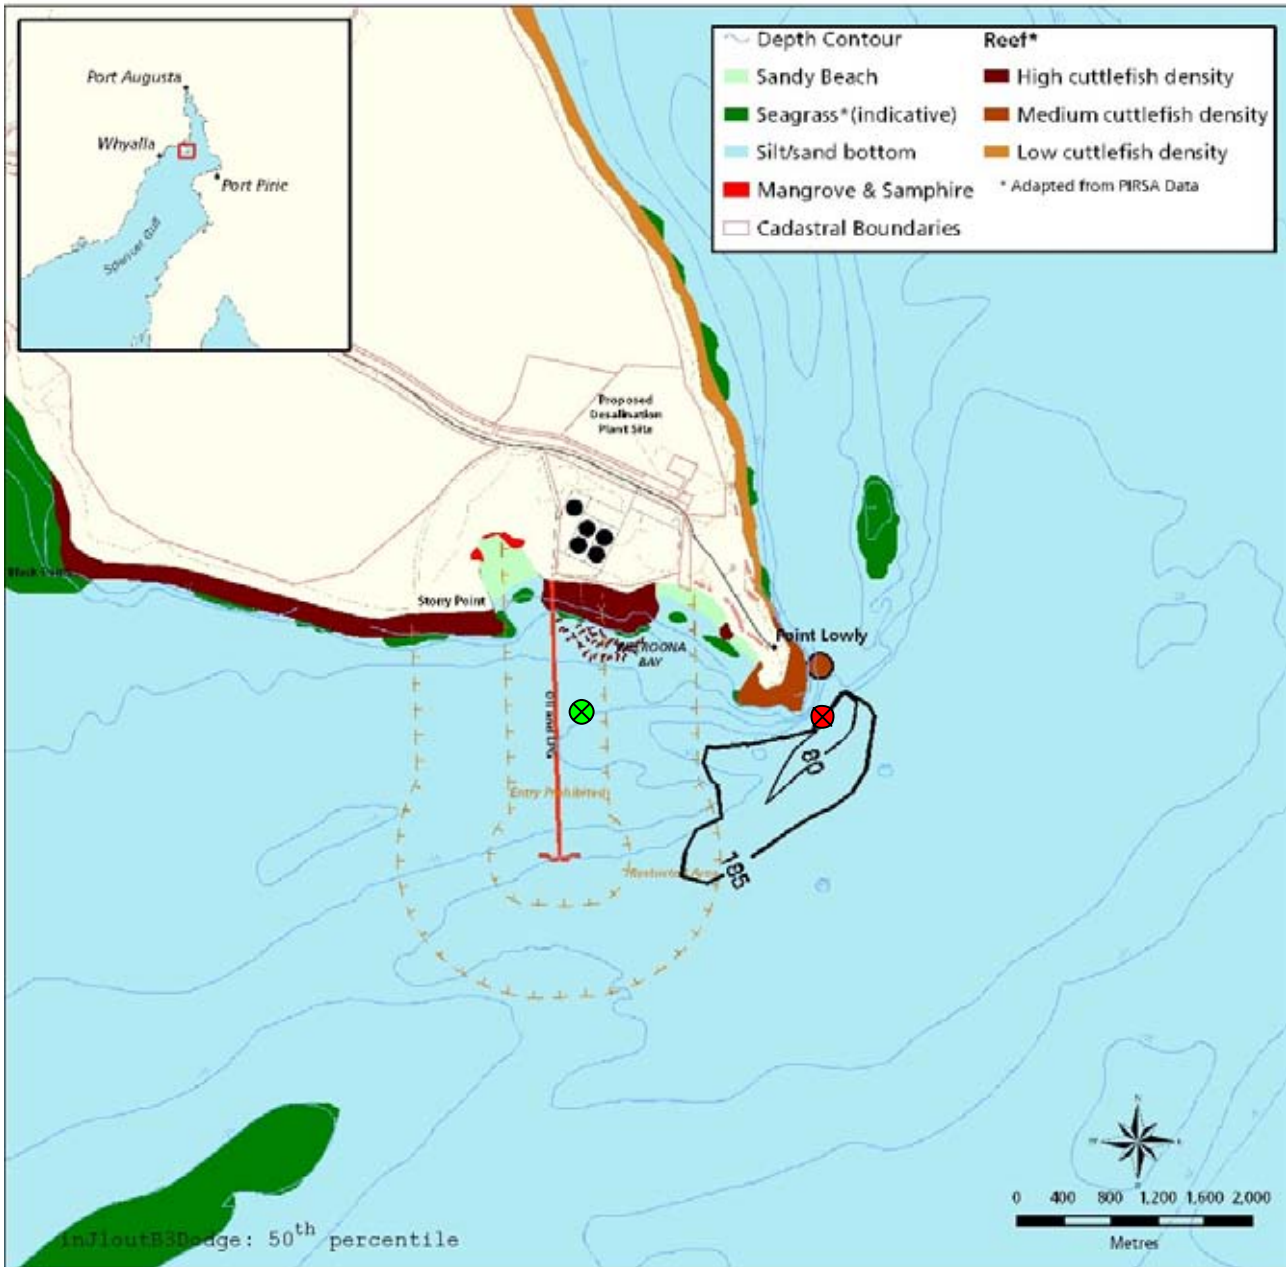 Port Augusta
Whyalla
Port Pirie
Spencer Gulf
Depth Contour
Sandy Beach
Seagrass*(indicative)
Silt/sand bottom
Mangrove & Samphire
Cadastral Boundaries
Reef*
High cuttlefish density
Medium cuttlefish density
Low cuttlefish density
* Adapted from PIRSA Data
Proposed
Desalination
Plant Site
Stony Point
Point Lowly
BAY
Entry Prohibited
Restricted Area
80
185
N
0 400 800 1,200 1,600 2,000
Metres
inJloutB3Dodge: 50th percentile